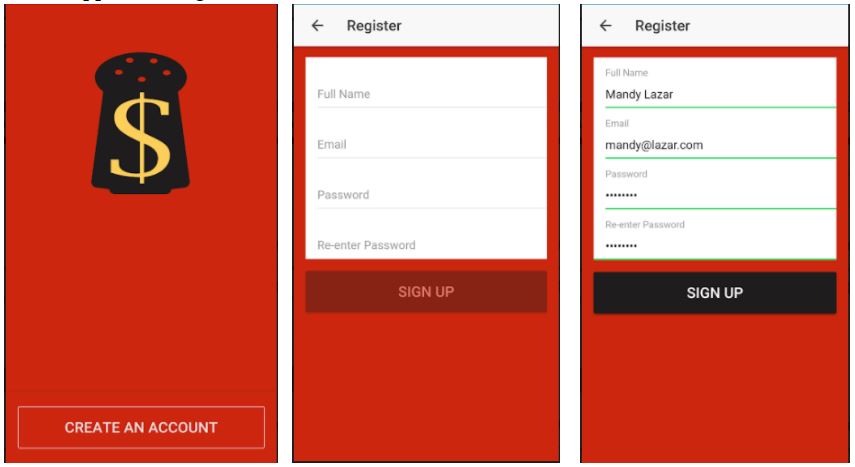 $
CREATE AN ACCOUNT
← Register
Full Name
Email
Password
Re-enter Password
SIGN UP
← Register
Full Name
Mandy Lazar
Email
mandy@lazar.com
Password
••••••••
Re-enter Password
••••••••
SIGN UP